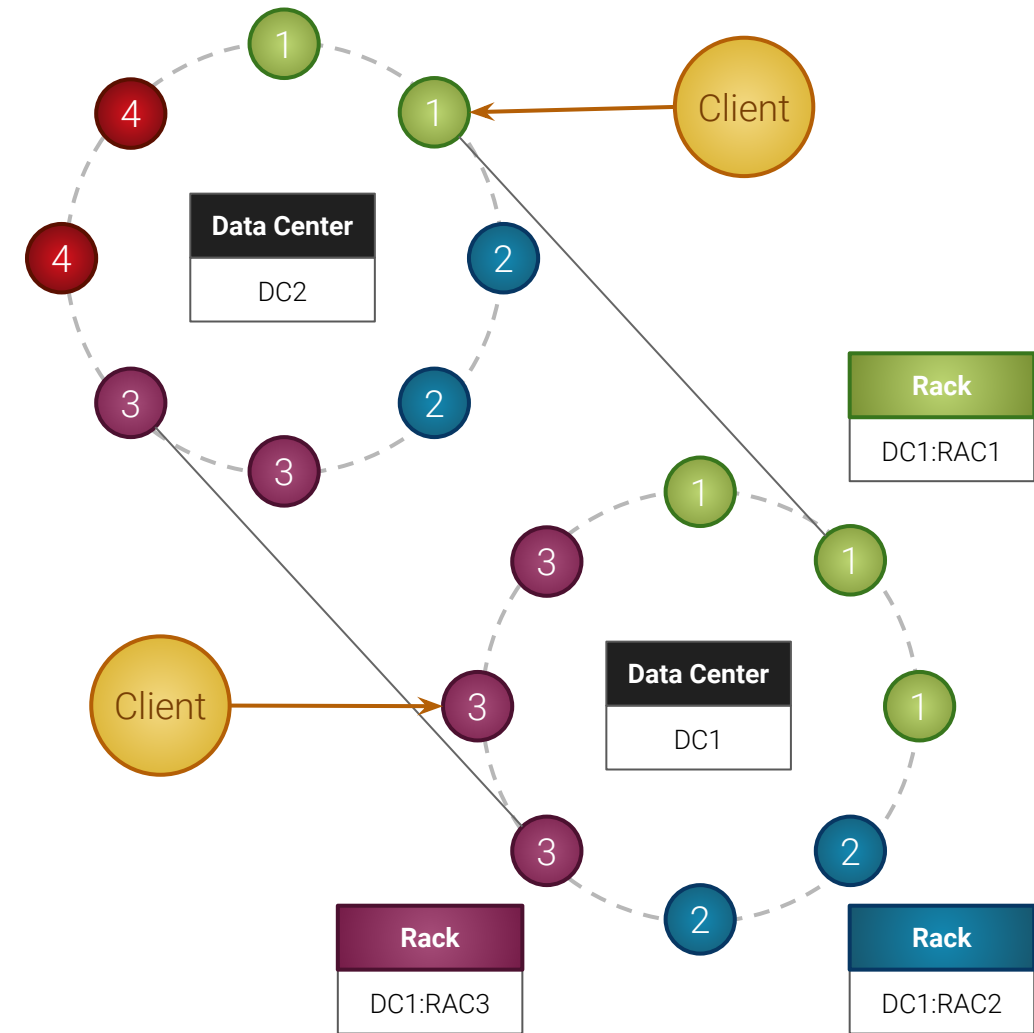 1
4
1
Client
Data Center
DC2
4
2
3
2
3
Rack
DC1:RAC1
1
3
1
Data Center
DC1
Client
3
1
3
2
2
Rack
DC1:RAC3
Rack
DC1:RAC2